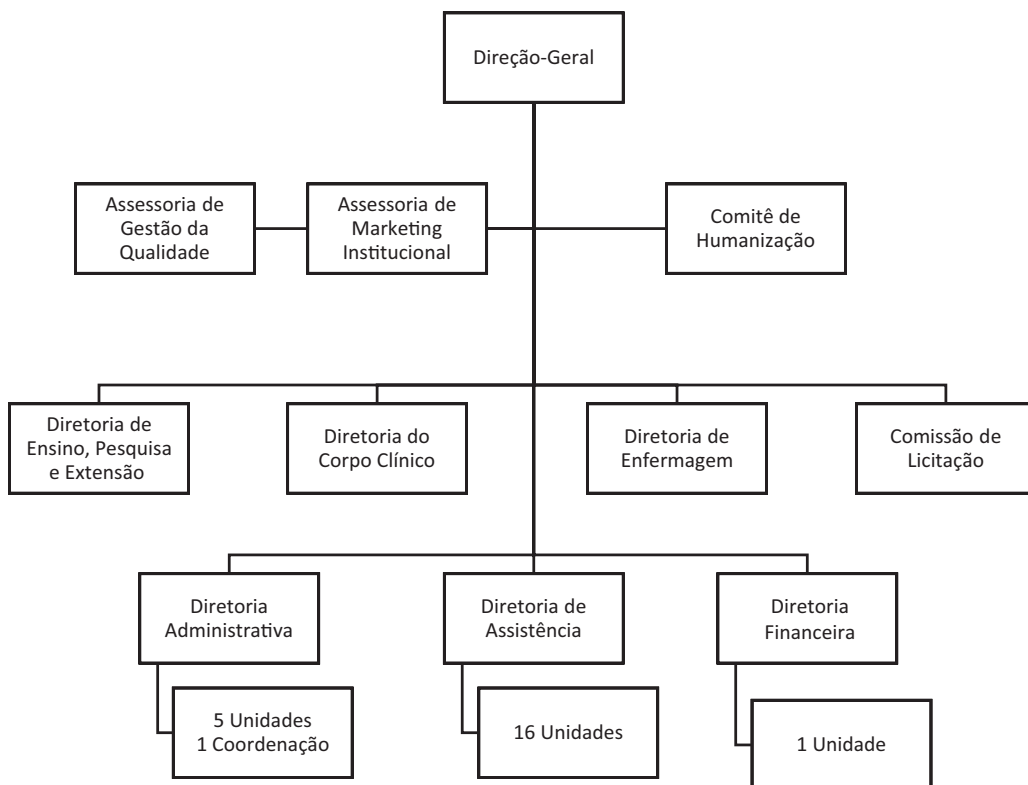 Direção-Geral
Assessoria de
Gestão da
Qualidade
Assessoria de
Marketing
Institucional
Comitê de
Humanização
Diretoria de
Ensino, Pesquisa
e Extensão
Diretoria do
Corpo Clínico
Diretoria de
Enfermagem
Comissão de
Licitação
Diretoria
Administrativa
Diretoria de
Assistência
Diretoria
Financeira
5 Unidades
1 Coordenação
16 Unidades
1 Unidade